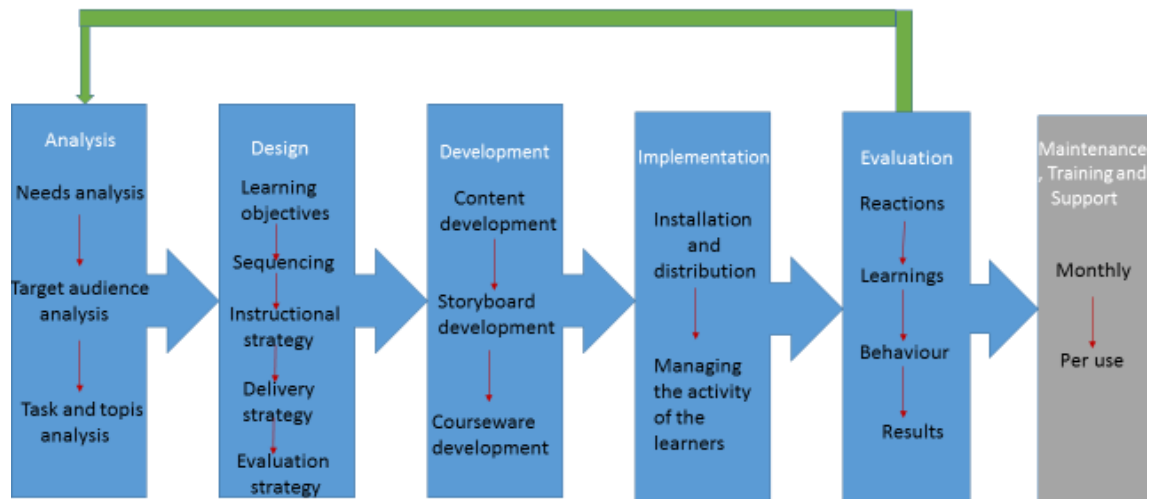 Analysis
Needs analysis
Target audience
analysis
Task and topis
analysis
Design
Learning
objectives
Sequencing
Instructional
strategy
Delivery
strategy
Evaluation
strategy
Development
Content
development
Storyboard
development
Courseware
development
Implementation
Installation
and
distribution
Managing
the activity
of the
learners
Evaluation
Reactions
Learnings
Behaviour
Results
Maintenance
, Training and
Support
Monthly
Per use